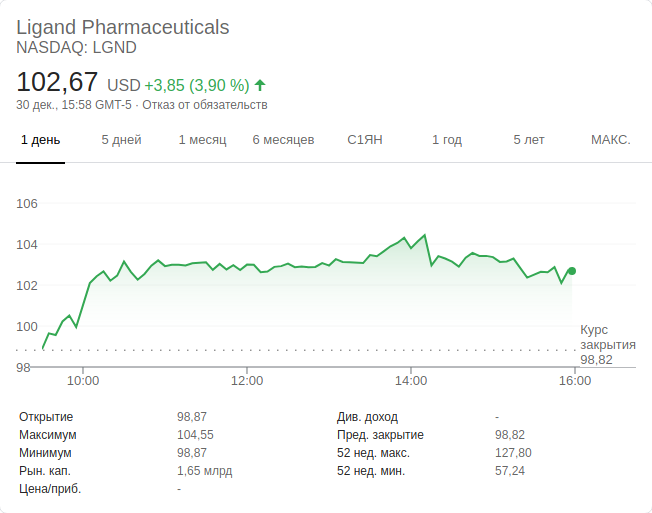 Ligand Pharmaceuticals
NASDAQ: LGND
102,67 USD +3,85 (3,90 %)
30 дек., 15:58 GMT-5 · Отказ от обязательств
1 день 5 дней 1 месяц 6 месяцев С1ЯН 1 год 5 лет МАКС.
106
104
102
100
98
Курс
закрытия
98,82
10:00 12:00 14:00 16:00
Открытие 98,87 Див. доход -
Максимум 104,55 Пред. закрытие 98,82
Минимум 98,87 52 нед. макс. 127,80
Рын. кап. 1,65 млрд 52 нед. мин. 57,24
Цена/приб. -